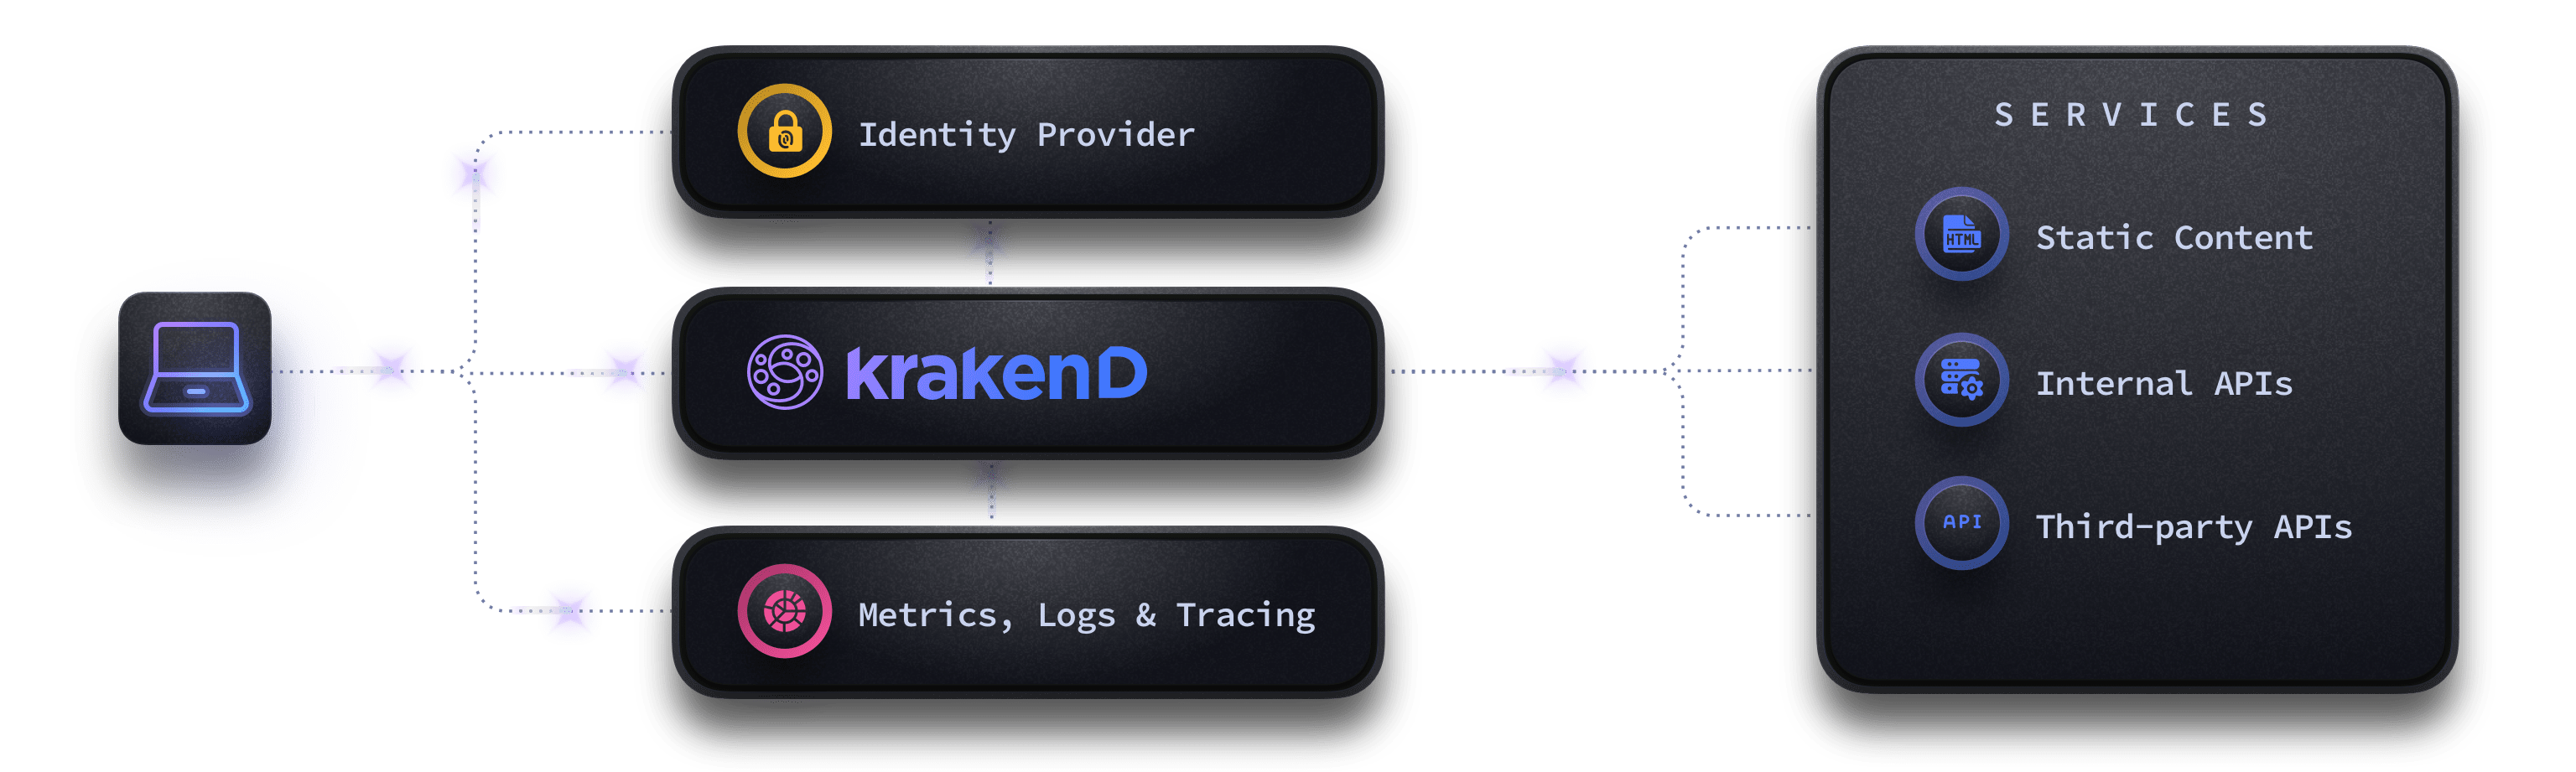 Identity Provider
krakenD
Metrics, Logs & Tracing
SERVICES
HTML
Static Content
Internal APIs
API
Third-party APIs